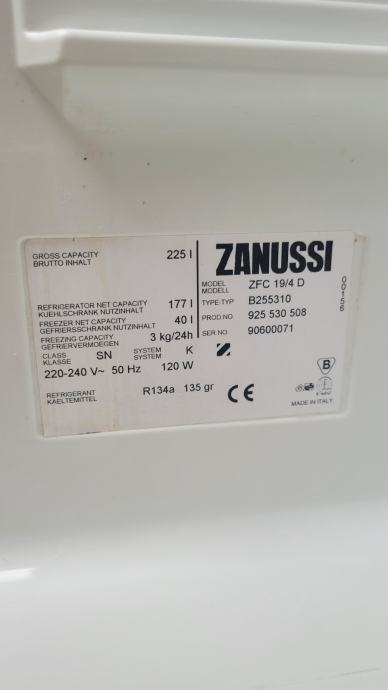 GROSS CAPACITY
BRUTTO INHALT
225 l
ZANUSSI
MODEL
MODELL
ZFC 19/4 D
TYPE-TYP B255310
PROD.NO. 925 530 508
SER.NO 90600071
00156
REFRIGERATOR NET CAPACITY
KUEHLSCHRANK NUTZINHALT
177 l
FREEZER NET CAPACITY
GEFRIERSSCHRANK NUTZINHALT
40 l
FREEZING CAPACITY
GEFRIERVERMOEGEN
3 kg/24h
CLASS
KLASSE
SN
SYSTEM
SYSTEM
K
220-240 V~ 50 Hz 120 W
REFRIGERANT
KAELTEMITTEL
R134a 135 gr
CE
B
MADE IN ITALY